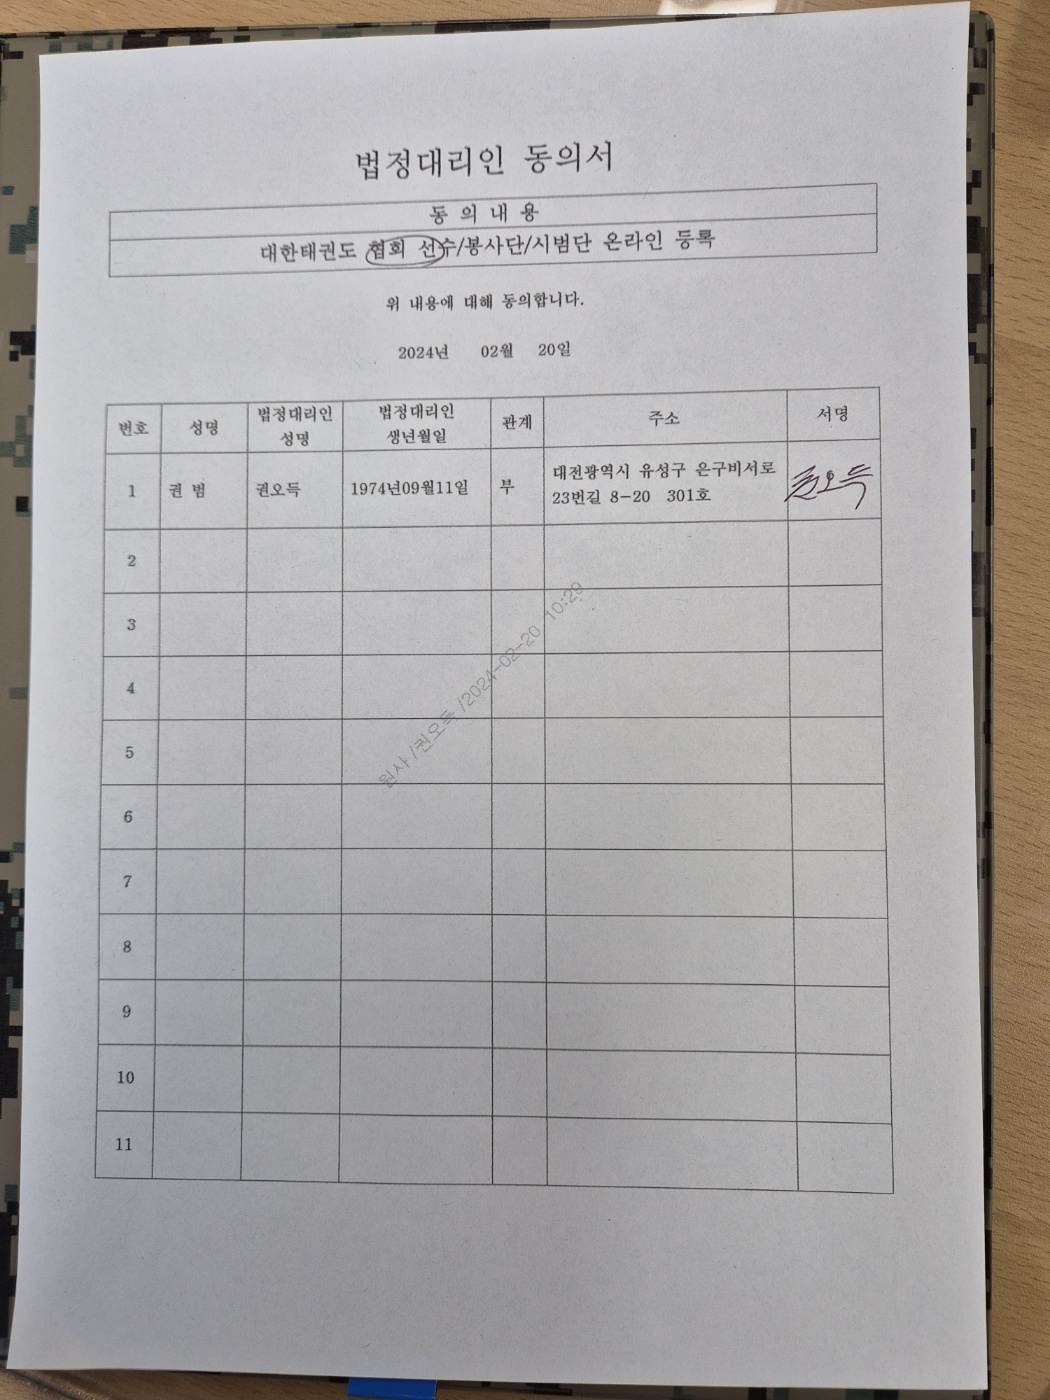 법정대리인 동의서
동 의 내 용
대한태권도 협회 선수/봉사단/시범단 온라인 등록
위 내용에 대해 동의합니다.
2024년 02월 20일
번호 성명 법정대리인 성명 법정대리인 생년월일 관계 주소 서명
1 권 범 권오득 1974년09월11일 부 대전광역시 유성구 은구비서로 23번길 8-20 301호 권오득
2
3
4
5
6
7
8
9
10
11
원사 /권오득 /2024-02-20 10:29